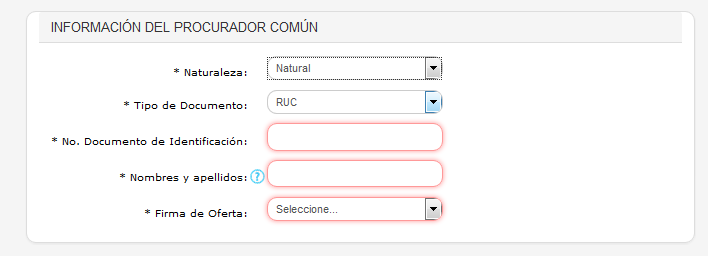 INFORMACIÓN DEL PROCURADOR COMÚN
* Naturaleza: Natural
* Tipo de Documento: RUC
* No. Documento de Identificación:
* Nombres y apellidos: ?
* Firma de Oferta: Seleccione...